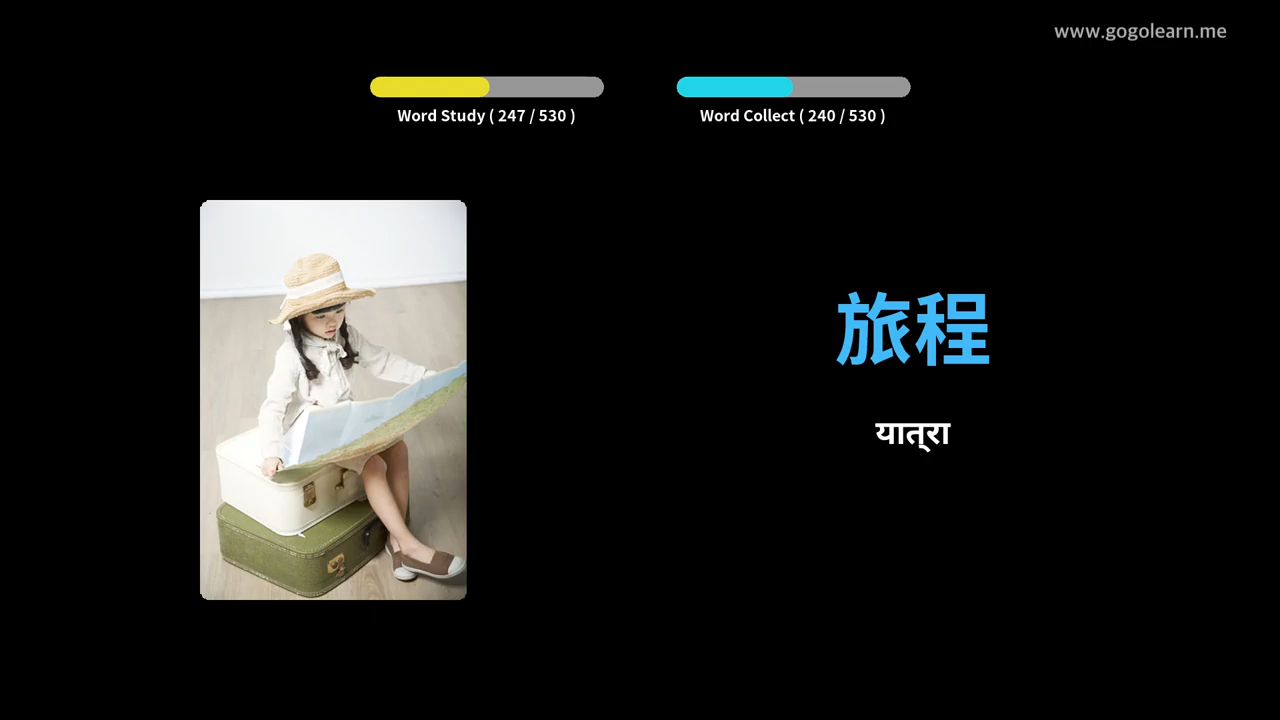 www.gogolearn.me
Word Study ( 247 / 530 )
Word Collect ( 240 / 530 )
旅程
यात्रा